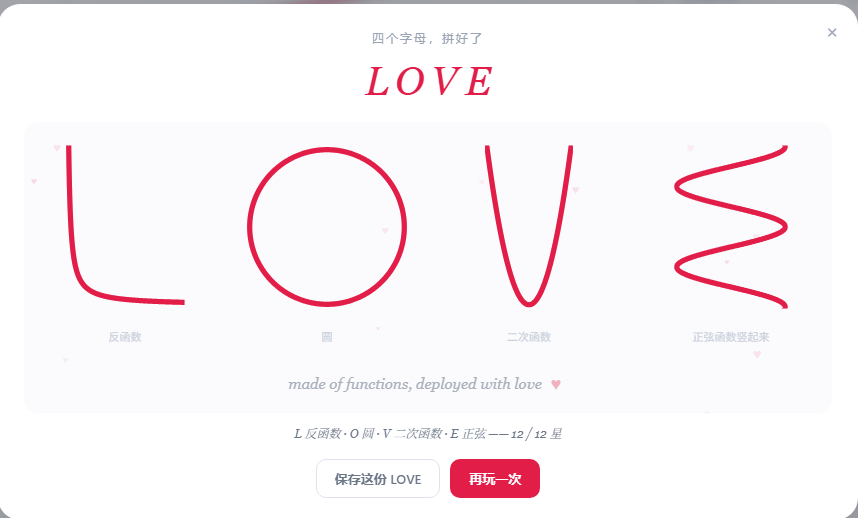 四个字母，拼好了
LOVE
反函数
圆
二次函数
正弦函数竖起来
made of functions, deployed with love ♥
L 反函数 · O 圆 · V 二次函数 · E 正弦 —— 12 / 12 星
保存这份 LOVE
再玩一次